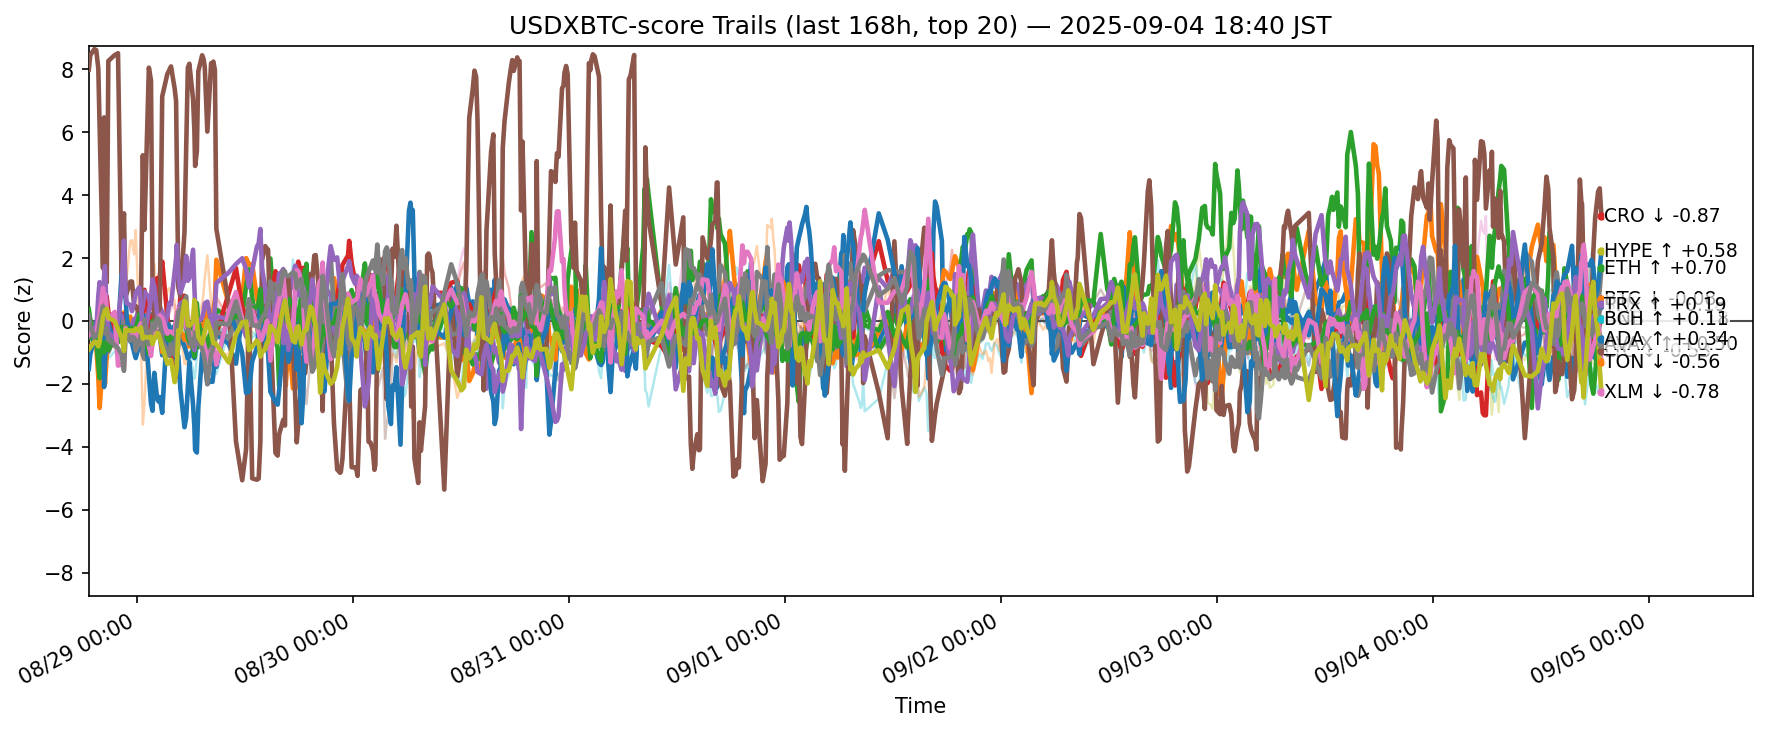 USDXBTC-score Trails (last 168h, top 20) — 2025-09-04 18:40 JST
Score (z)
8
6
4
2
0
−2
−4
−6
−8
CRO ↓ -0.87
HYPE ↑ +0.58
ETH ↑ +0.70
TRX ↑ +0.19
BCH ↑ +0.11
ADA ↑ +0.34
TON ↓ -0.56
XLM ↓ -0.78
08/29 00:00
08/30 00:00
08/31 00:00
09/01 00:00
09/02 00:00
09/03 00:00
09/04 00:00
09/05 00:00
Time